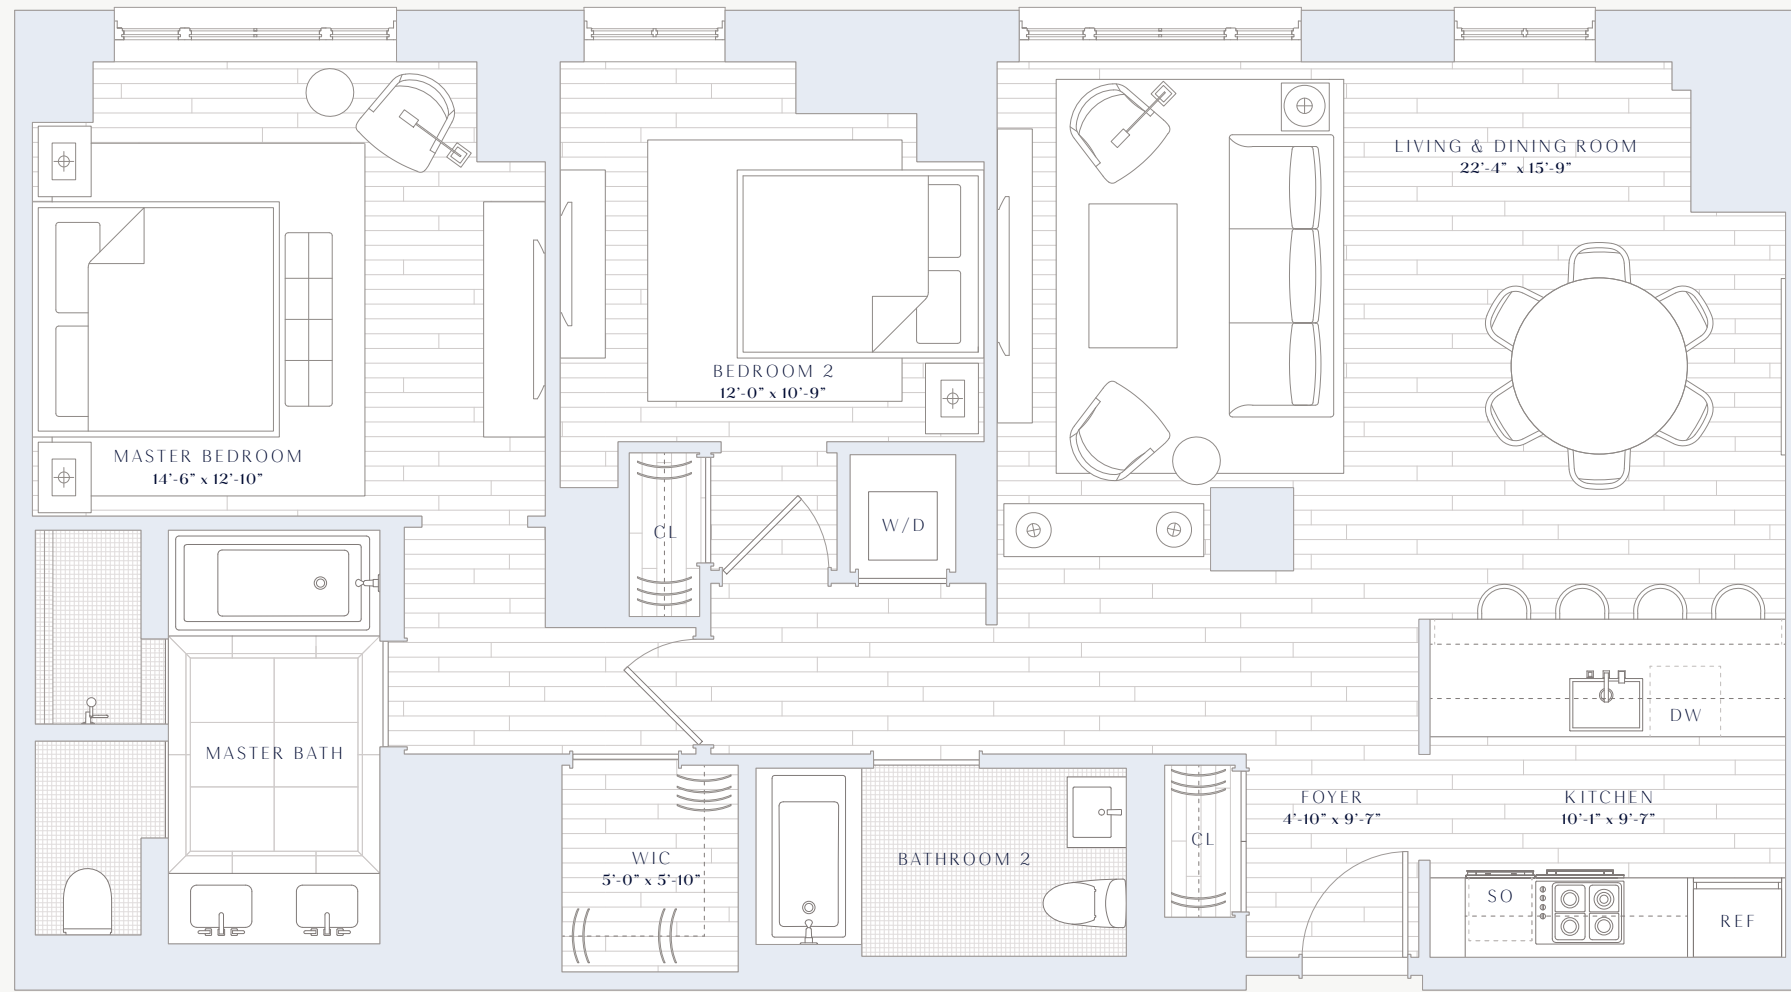 LIVING & DINING ROOM
22'-4" x 15'-9"
BEDROOM 2
12'-0" x 10'-9"
MASTER BEDROOM
14'-6" x 12'-10"
CL
W/D
DW
MASTER BATH
FOYER
4'-10" x 9'-7"
KITCHEN
10'-1" x 9'-7"
CL
WIC
5'-0" x 5'-10"
BATHROOM 2
SO
REF